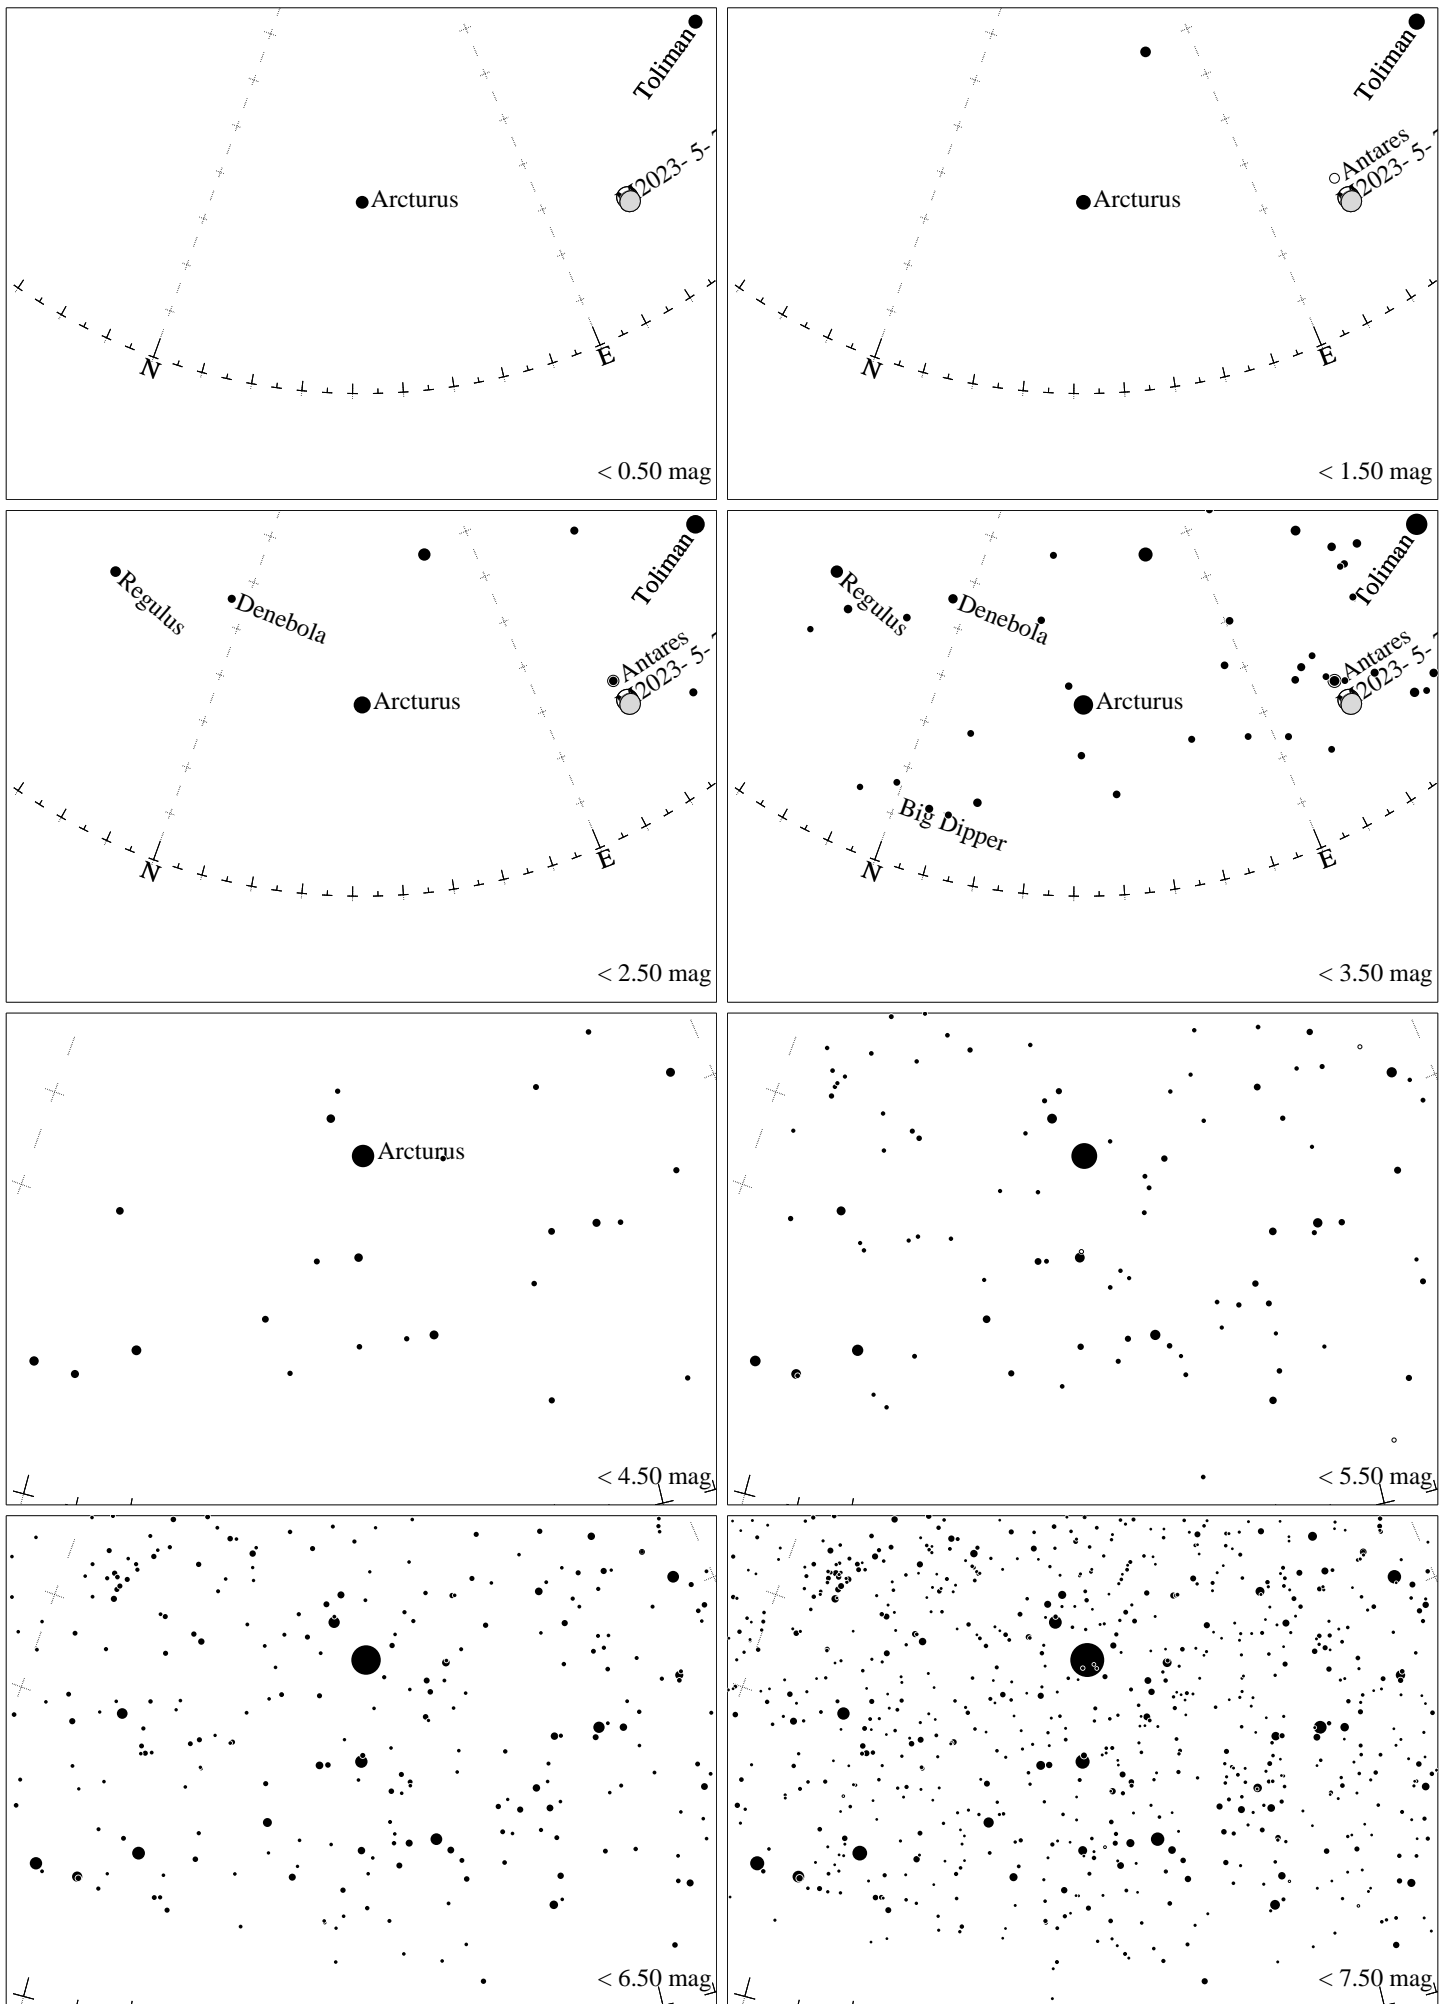 Toliman
2023- 5-
Arcturus
N
E
< 0.50 mag
Toliman
Antares
2023- 5-
Arcturus
N
E
< 1.50 mag
Toliman
Regulus
Denebola
Antares
2023- 5-
Arcturus
N
E
< 2.50 mag
Toliman
Regulus
Denebola
Antares
2023- 5-
Arcturus
Big Dipper
N
E
< 3.50 mag
Arcturus
< 4.50 mag
< 5.50 mag
< 6.50 mag
< 7.50 mag